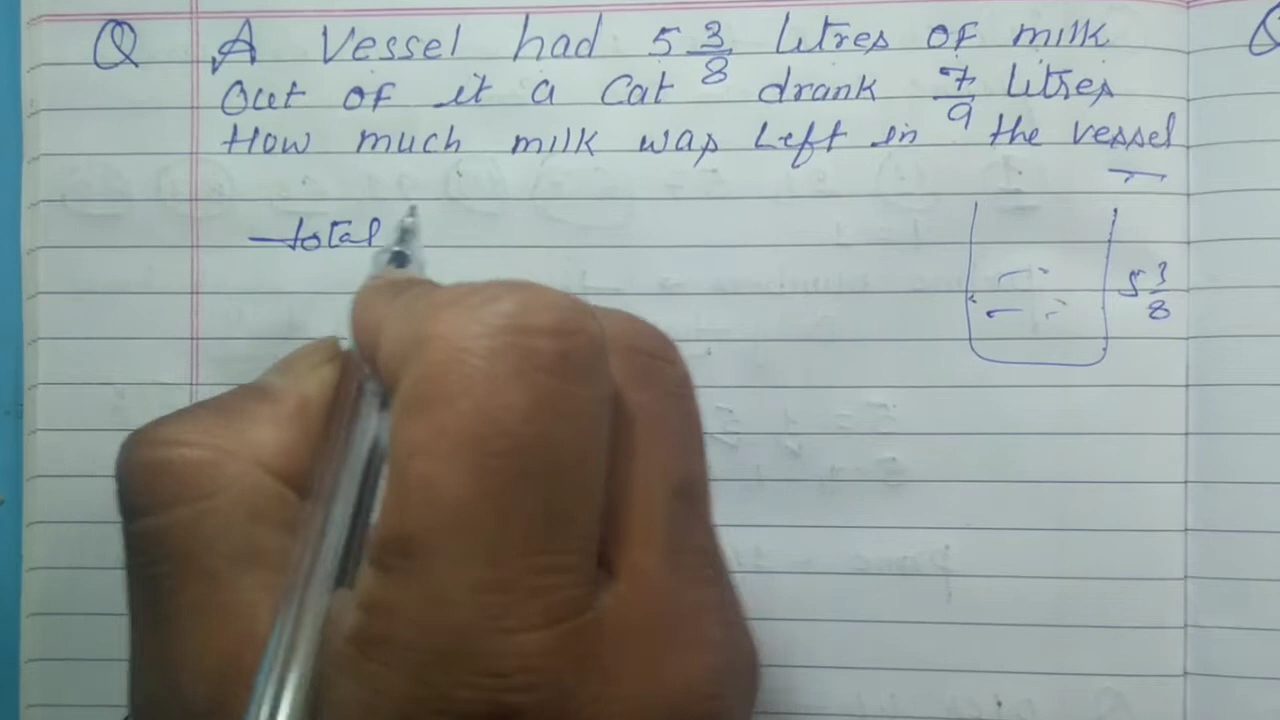 Q A Vessel had 5 3/8 litres of milk
Out of it a Cat drank 7/9 litres
How much milk was left in the vessel
total
5 3/8